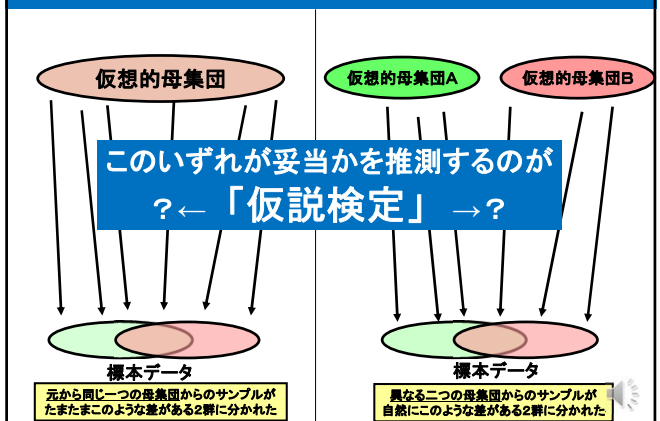 仮想的母集団
仮想的母集団A
仮想的母集団B
このいずれが妥当かを推測するのが
?←「仮説検定」→?
標本データ
元から同じ一つの母集団からのサンプルが
たまたまこのような差がある2群に分かれた
標本データ
異なる二つの母集団からのサンプルが
自然にこのような差がある2群に分かれた